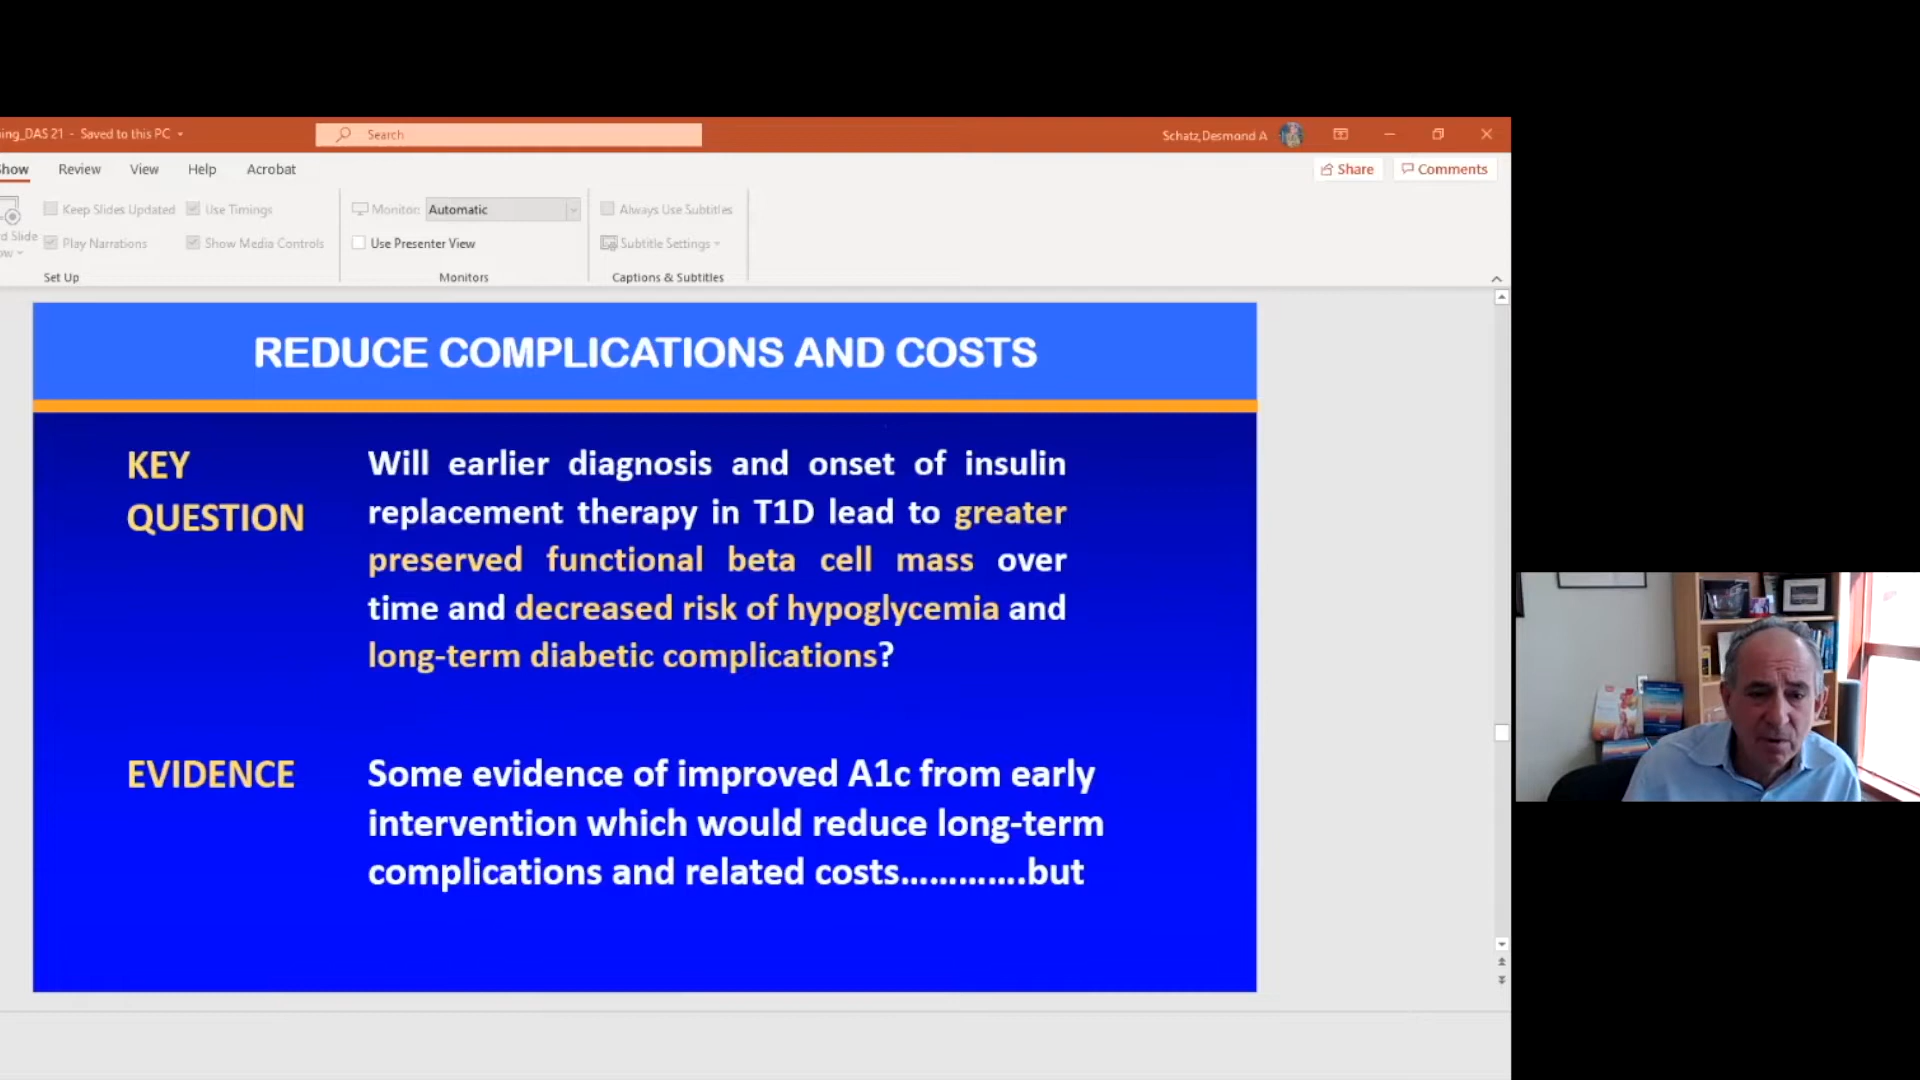 ing_DAS 21 - Saved to this PC
Search
Schatz,Desmond A
Show
Review
View
Help
Acrobat
Share
Comments
Keep Slides Updated
Use Timings
Monitor:
Automatic
Always Use Subtitles
d Slide
ow
Play Narrations
Show Media Controls
Use Presenter View
Subtitle Settings
Set Up
Monitors
Captions & Subtitles
REDUCE COMPLICATIONS AND COSTS
KEY
QUESTION
Will earlier diagnosis and onset of insulin
replacement therapy in T1D lead to greater
preserved functional beta cell mass over
time and decreased risk of hypoglycemia and
long-term diabetic complications?
EVIDENCE
Some evidence of improved A1c from early
intervention which would reduce long-term
complications and related costs………….but